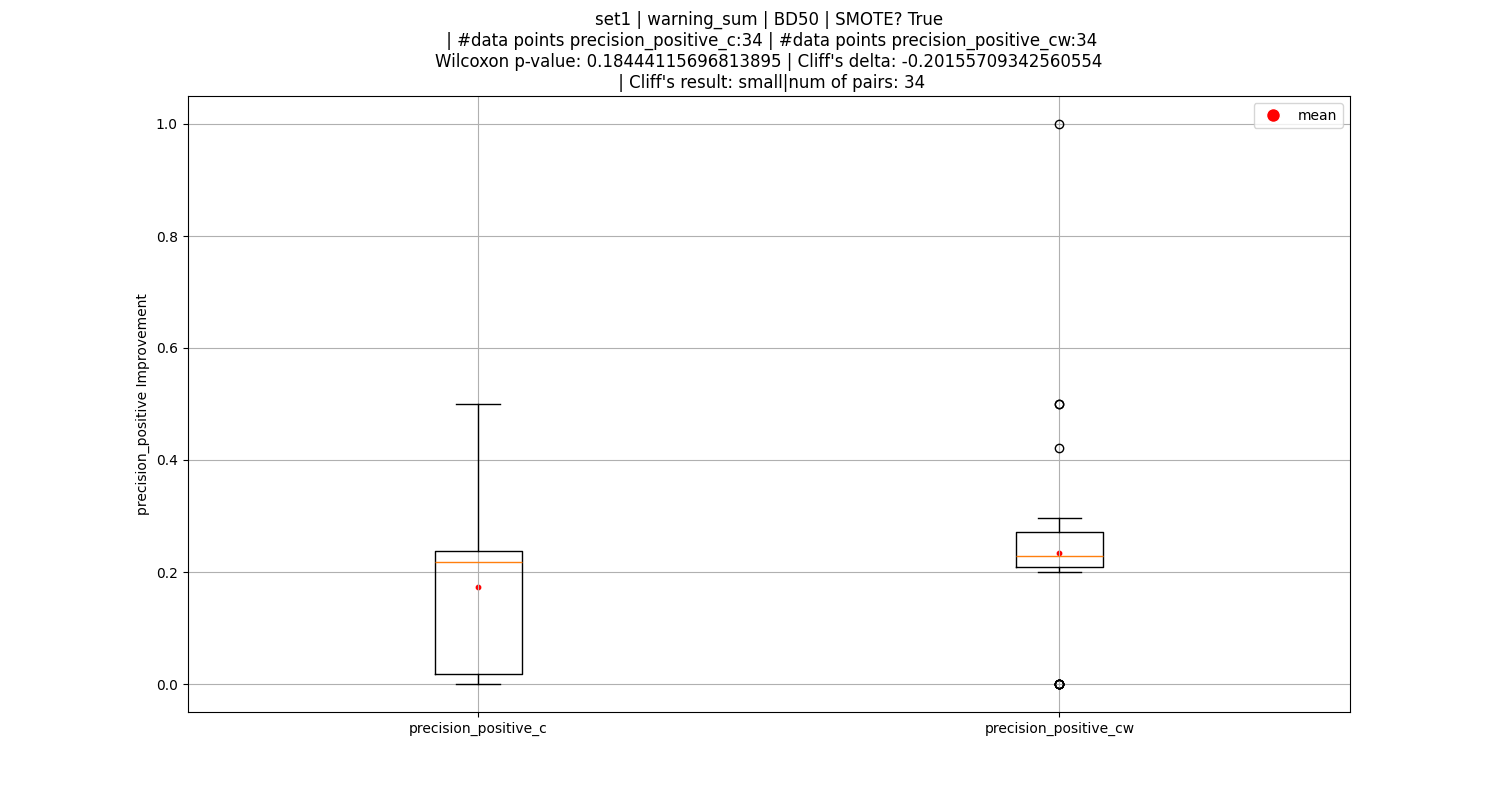 set1 | warning_sum | BD50 | SMOTE? True
| #data points precision_positive_c:34 | #data points precision_positive_cw:34
Wilcoxon p-value: 0.18444115696813895 | Cliff's delta: -0.20155709342560554
| Cliff's result: small|num of pairs: 34
mean
1.0
0.8
0.6
0.4
0.2
0.0
precision_positive Improvement
precision_positive_c
precision_positive_cw